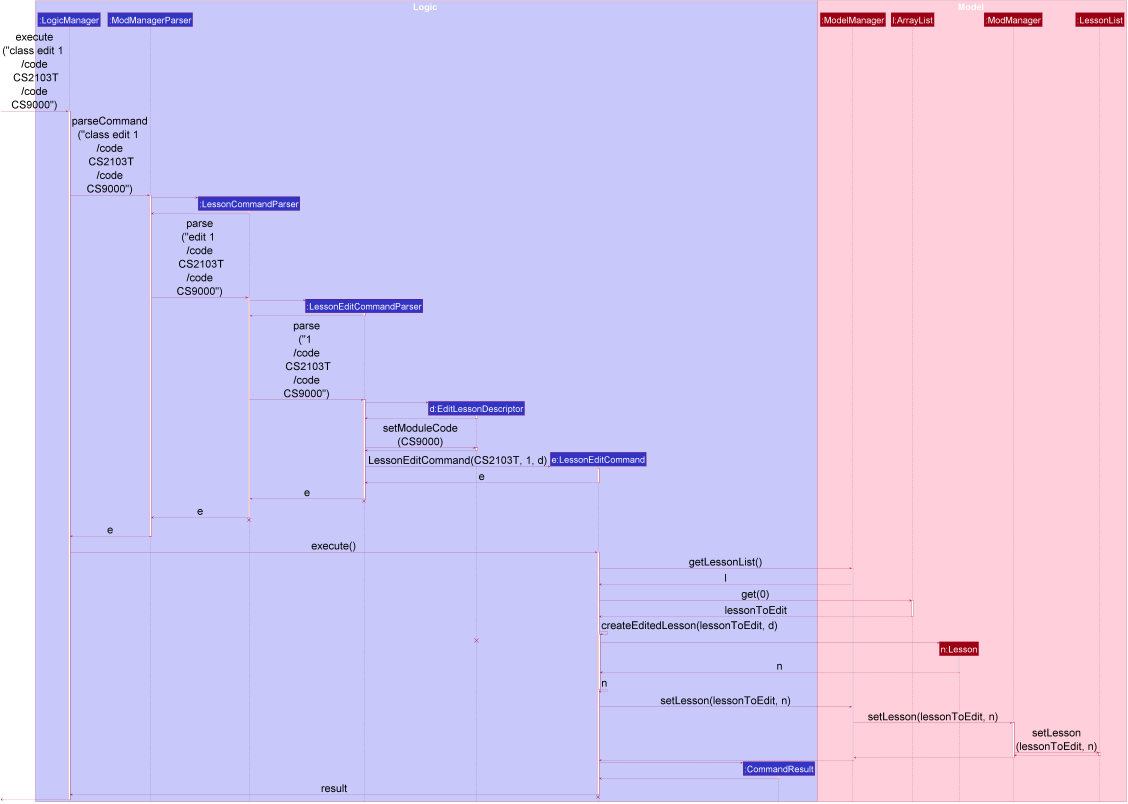 Logic
Model
:LogicManager
:ModManagerParser
:ModelManager
l:ArrayList
:ModManager
:LessonList
execute
("class edit 1
/code
CS2103T
/code
CS9000")
parseCommand
("class edit 1
/code
CS2103T
/code
CS9000")
:LessonCommandParser
parse
("edit 1
/code
CS2103T
/code
CS9000")
:LessonEditCommandParser
parse
("1
/code
CS2103T
/code
CS9000")
d:EditLessonDescriptor
setModuleCode
(CS9000)
LessonEditCommand(CS2103T, 1, d)
e:LessonEditCommand
e
e
e
e
execute()
getLessonList()
l
get(0)
lessonToEdit
createEditedLesson(lessonToEdit, d)
n:Lesson
n
n
setLesson(lessonToEdit, n)
setLesson(lessonToEdit, n)
setLesson
(lessonToEdit, n)
:CommandResult
result